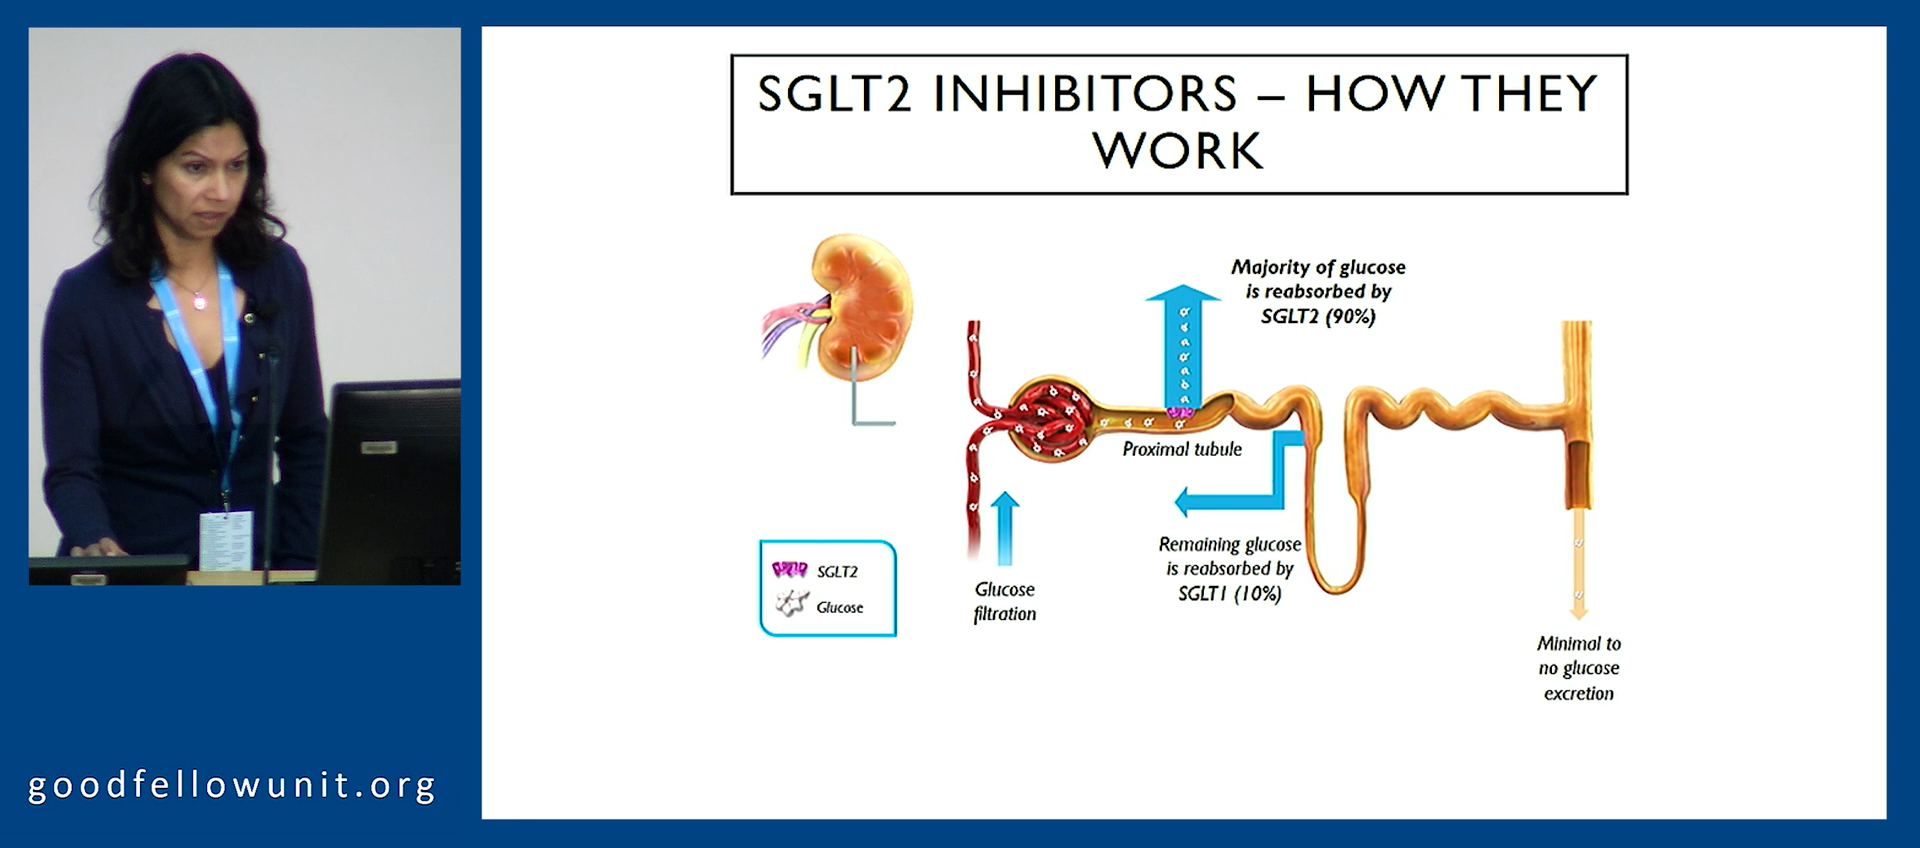 SGLT2 INHIBITORS – HOW THEY
WORK
Majority of glucose
is reabsorbed by
SGLT2 (90%)
Proximal tubule
Remaining glucose
is reabsorbed by
SGLT1 (10%)
Glucose
filtration
SGLT2
Glucose
Minimal to
no glucose
excretion
goodfellowunit.org